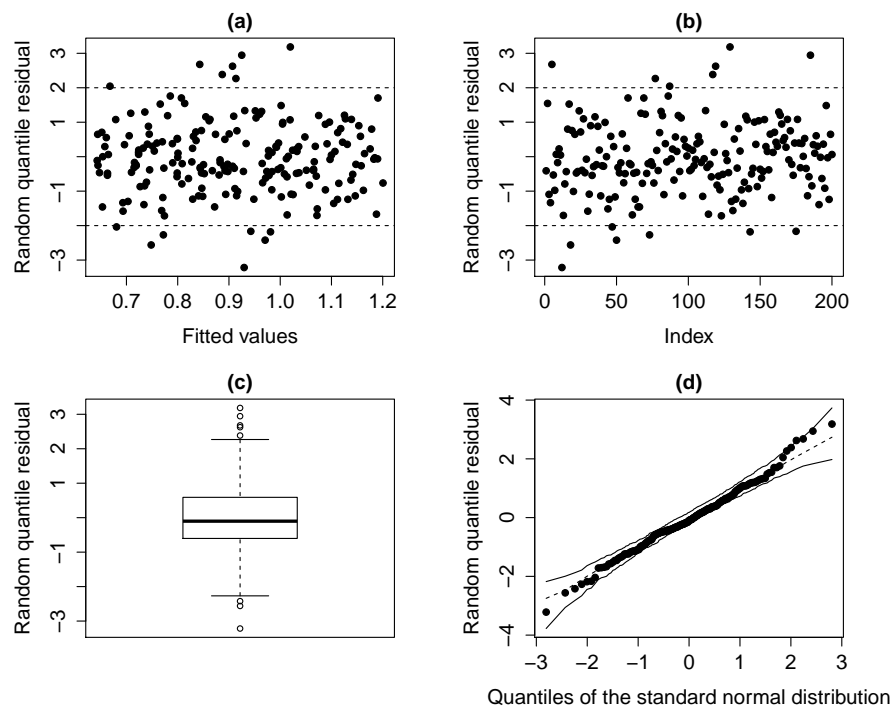 (a)
Random quantile residual
3
2
1
-1
-3
0.7 0.8 0.9 1.0 1.1 1.2
Fitted values
(b)
Random quantile residual
3
2
1
-1
-3
0 50 100 150 200
Index
(c)
Random quantile residual
3
2
1
-1
-3
(d)
Random quantile residual
4
2
0
-2
-4
-3 -2 -1 0 1 2 3
Quantiles of the standard normal distribution